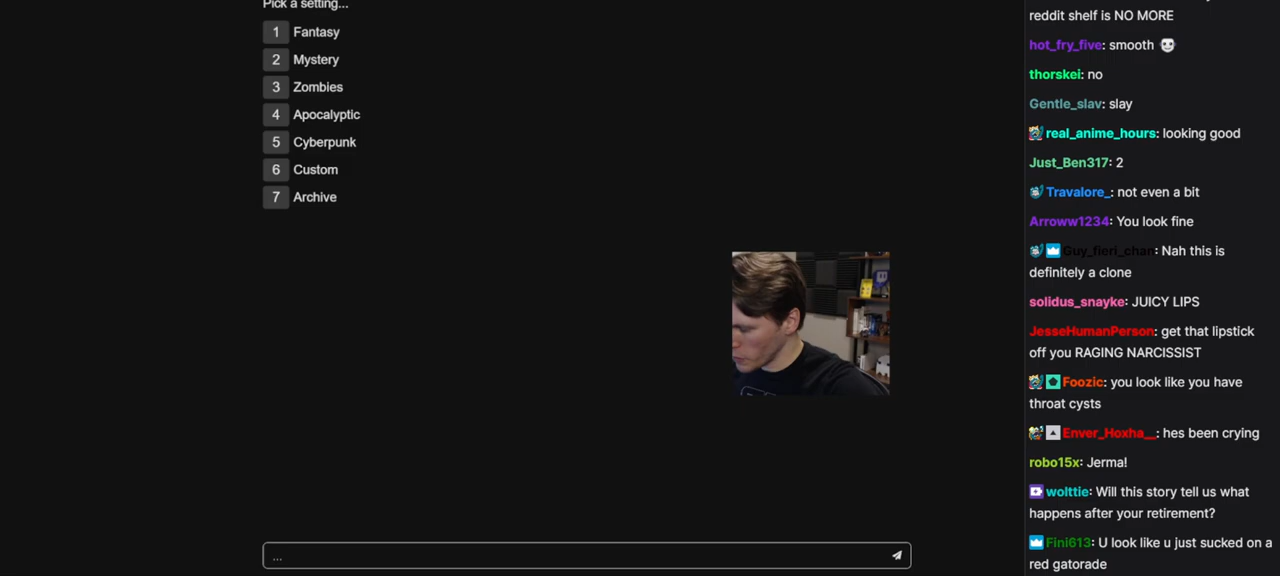 Pick a setting...
1 Fantasy
2 Mystery
3 Zombies
4 Apocalyptic
5 Cyberpunk
6 Custom
7 Archive
...
reddit shelf is NO MORE
hot_fry_five: smooth
thorskei: no
Gentle_slav: slay
real_anime_hours: looking good
Just_Ben317: 2
Travalore_: not even a bit
Arroww1234: You look fine
Guy_fieri_chan: Nah this is
definitely a clone
solidus_snayke: JUICY LIPS
JesseHumanPerson: get that lipstick
off you RAGING NARCISSIST
Foozic: you look like you have
throat cysts
Enver_Hoxha__: hes been crying
robo15x: Jerma!
wolttie: Will this story tell us what
happens after your retirement?
Fini613: U look like u just sucked on a
red gatorade